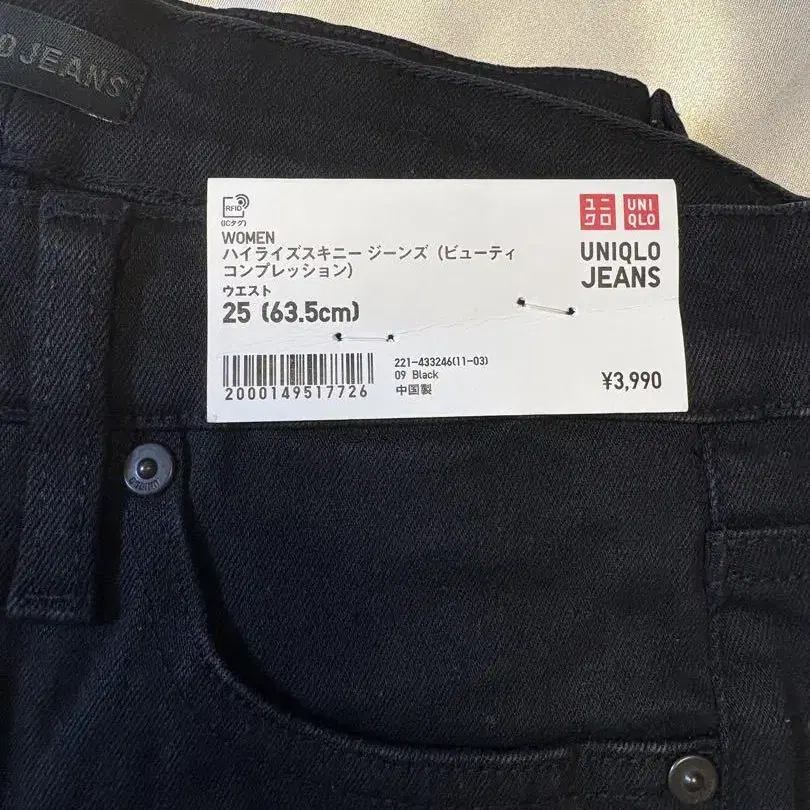 O JEANS
RFID
(ICタグ)
WOMEN
ハイライズスキニー ジーンズ (ビューティ
コンプレッション)
ウエスト
25 (63.5cm)
2000149517726
221-433246(11-03)
09 Black
中国製
ユニ
クロ
UNI
QLO
UNIQLO
JEANS
¥3,990